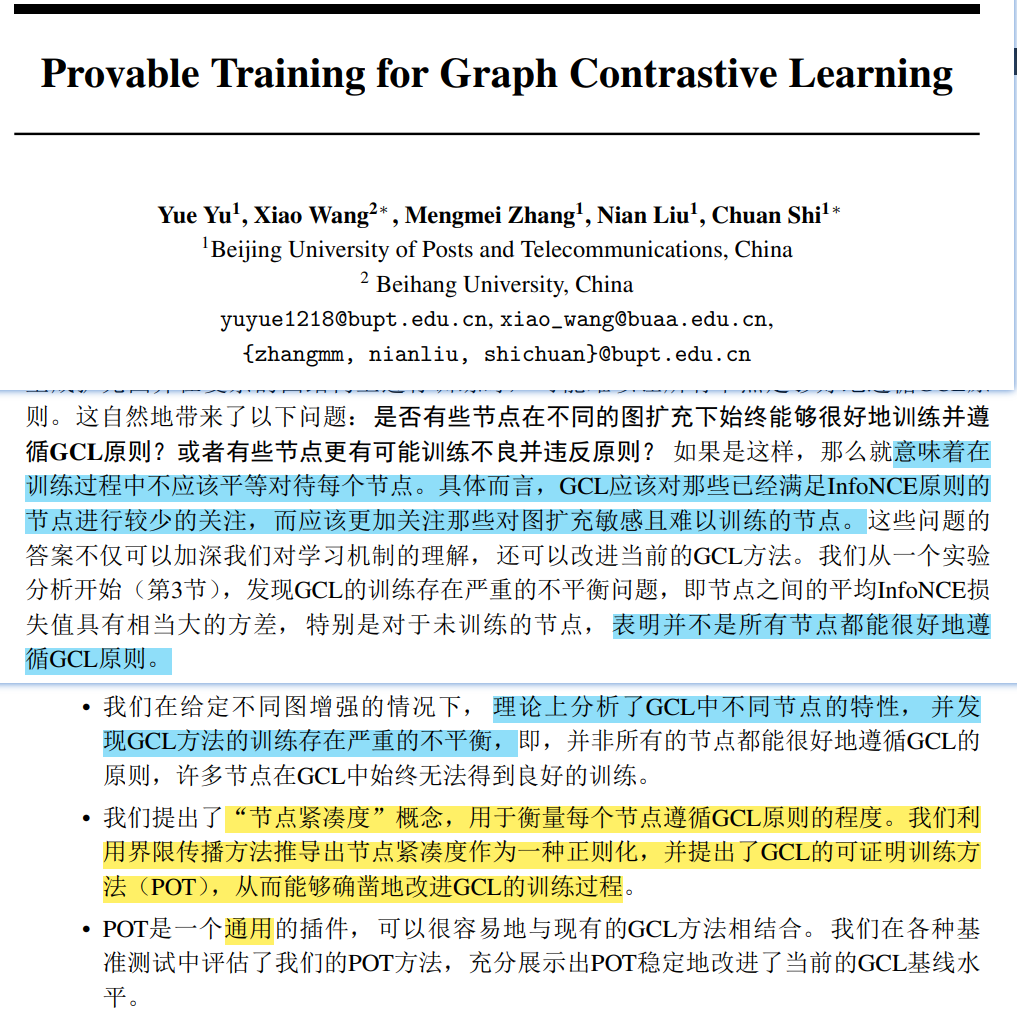 Provable Training for Graph Contrastive Learning
Yue Yu1, Xiao Wang2∗, Mengmei Zhang1, Nian Liu1, Chuan Shi1∗
1Beijing University of Posts and Telecommunications, China
2 Beihang University, China
yuyue1218@bupt.edu.cn, xiao_wang@buaa.edu.cn,
{zhangmm, nianliu, shichuan}@bupt.edu.cn
则。这自然地带来了以下问题：是否有些节点在不同的图扩充下始终能够很好地训练并遵
循GCL原则？或者有些节点更有可能训练不良并违反原则？ 如果是这样，那么就意味着在
训练过程中不应该平等对待每个节点。具体而言，GCL应该对那些已经满足InfoNCE原则的
节点进行较少的关注，而应该更加关注那些对图扩充敏感且难以训练的节点。这些问题的
答案不仅可以加深我们对学习机制的理解，还可以改进当前的GCL方法。我们从一个实验
分析开始（第3节），发现GCL的训练存在严重的不平衡问题，即节点之间的平均InfoNCE损
失值具有相当大的方差， 特别是对于未训练的节点， 表明并不是所有节点都能很好地遵
循GCL原则。
• 我们在给定不同图增强的情况下， 理论上分析了GCL中不同节点的特性， 并发
现GCL方法的训练存在严重的不平衡，即，并非所有的节点都能很好地遵循GCL的
原则，许多节点在GCL中始终无法得到良好的训练。
• 我们提出了“节点紧凑度”概念，用于衡量每个节点遵循GCL原则的程度。我们利
用界限传播方法推导出节点紧凑度作为一种正则化，并提出了GCL的可证明训练方
法（POT），从而能够确凿地改进GCL的训练过程。
• POT是一个通用的插件，可以很容易地与现有的GCL方法相结合。我们在各种基
准测试中评估了我们的POT方法，充分展示出POT稳定地改进了当前的GCL基线水
平。